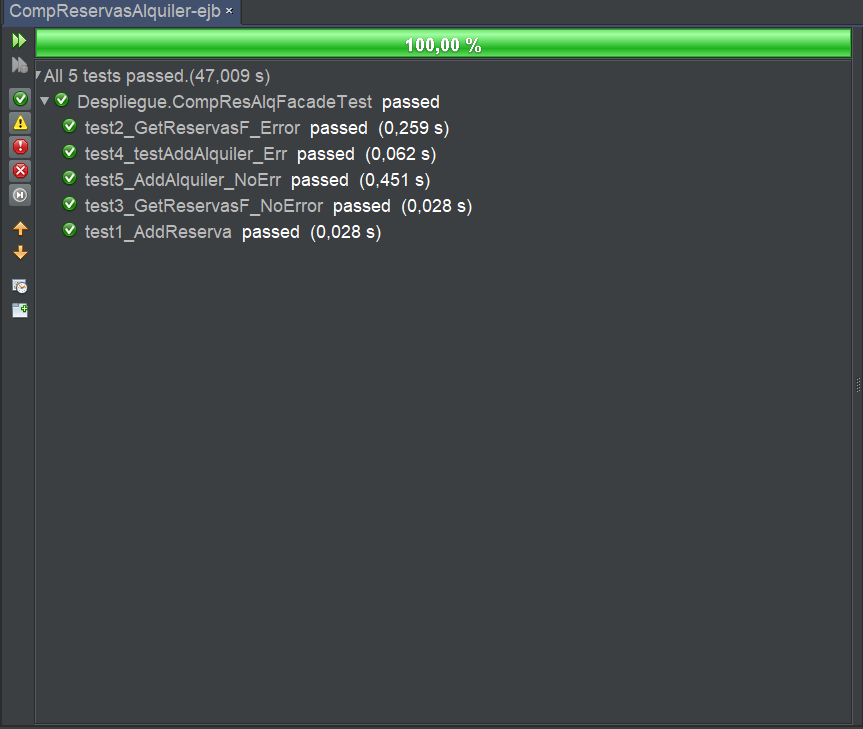 CompReservasAlquiler-ejb ×
100,00 %
All 5 tests passed.(47,009 s)
Despliegue.CompResAlqFacadeTest passed
test2_GetReservasF_Error passed (0,259 s)
test4_testAddAlquiler_Err passed (0,062 s)
test5_AddAlquiler_NoErr passed (0,451 s)
test3_GetReservasF_NoError passed (0,028 s)
test1_AddReserva passed (0,028 s)